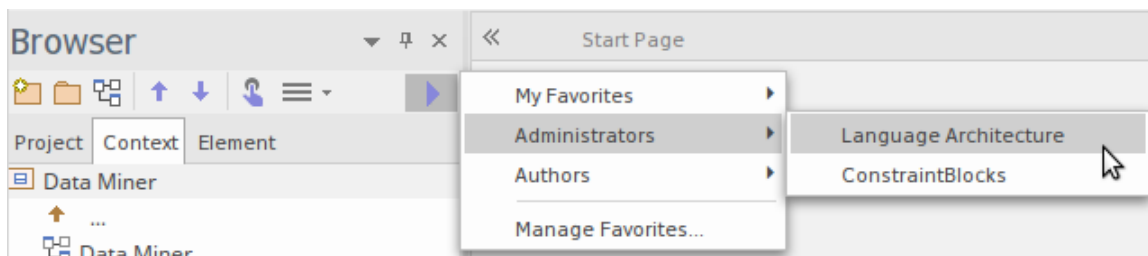 Browser
Start Page
My Favorites
Administrators
Language Architecture
Project Context Element
Authors
ConstraintBlocks
Data Miner
...
Manage Favorites...
Data Miner